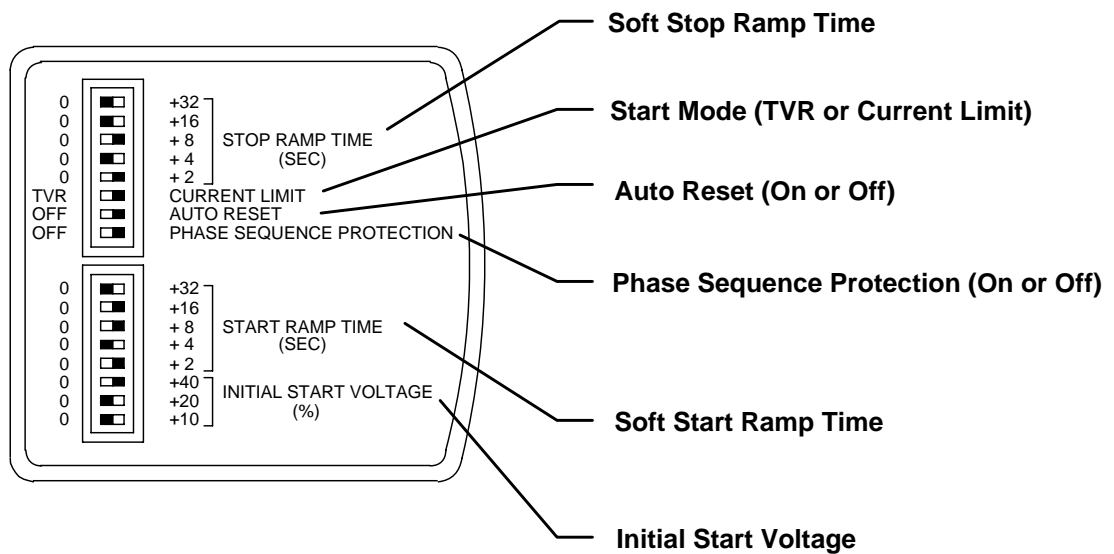 Soft Stop Ramp Time
Start Mode (TVR or Current Limit)
Auto Reset (On or Off)
Phase Sequence Protection (On or Off)
Soft Start Ramp Time
Initial Start Voltage
0 +32
0 +16
0 + 8 STOP RAMP TIME
0 + 4 (SEC)
0 + 2
TVR CURRENT LIMIT
OFF AUTO RESET
OFF PHASE SEQUENCE PROTECTION
0 +32
0 +16
0 + 8 START RAMP TIME
0 + 4 (SEC)
0 + 2
0 +40 INITIAL START VOLTAGE
0 +20 (%)
0 +10